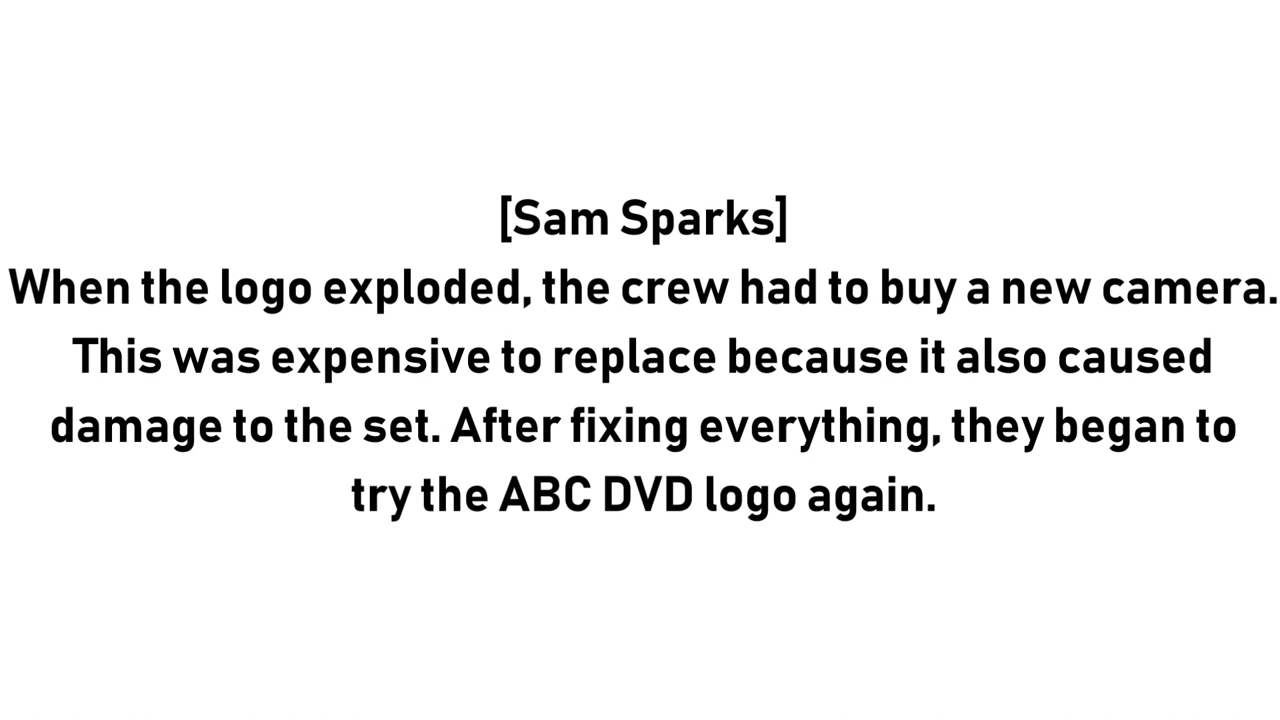 [Sam Sparks]
When the logo exploded, the crew had to buy a new camera.
This was expensive to replace because it also caused
damage to the set. After fixing everything, they began to
try the ABC DVD logo again.